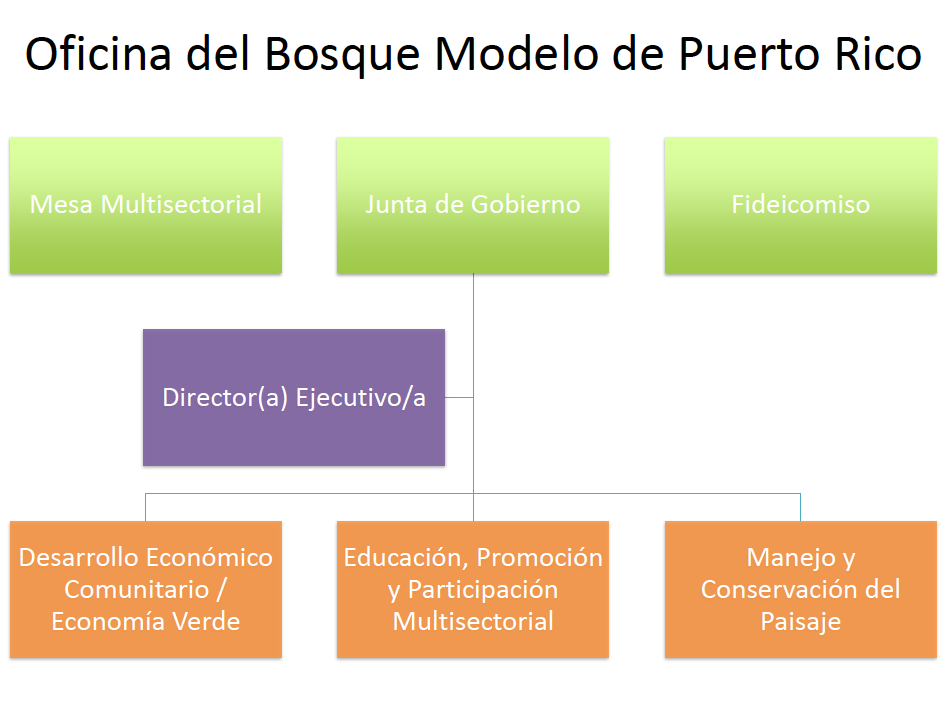 Oficina del Bosque Modelo de Puerto Rico
Mesa Multisectorial
Junta de Gobierno
Fideicomiso
Director(a) Ejecutivo/a
Desarrollo Económico
Comunitario /
Economía Verde
Educación, Promoción
y Participación
Multisectorial
Manejo y
Conservación del
Paisaje